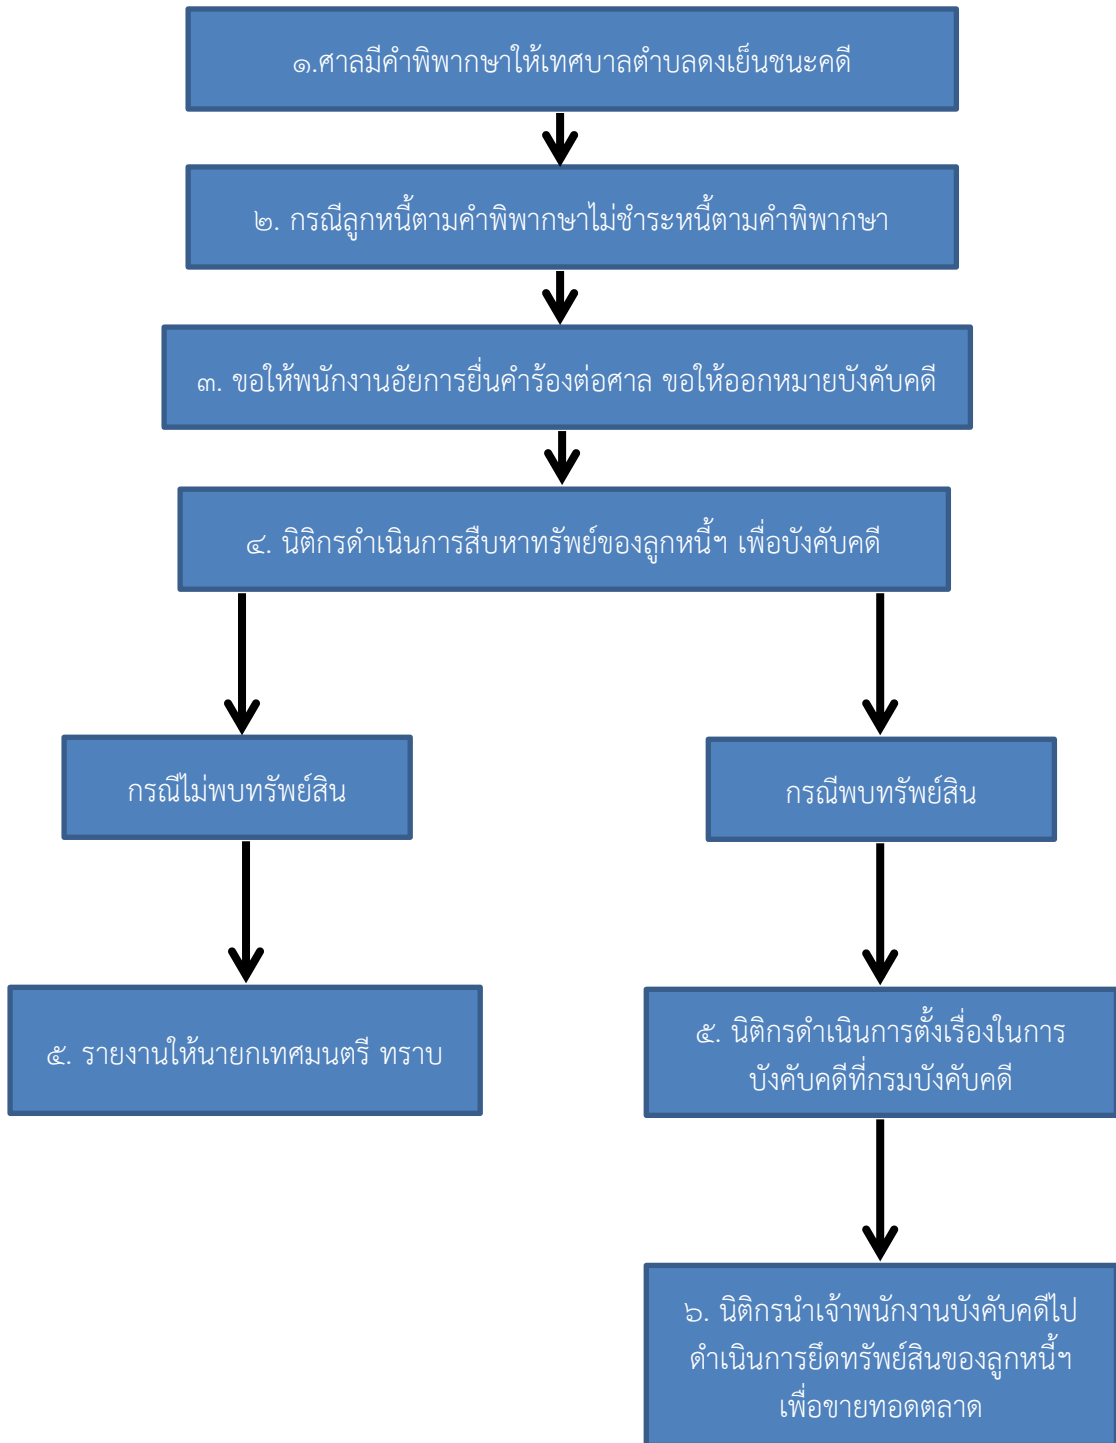 ๑.ศาลมีคำพิพากษาให้เทศบาลตำบลดงเย็นชนะคดี
๒. กรณีลูกหนี้ตามคำพิพากษาไม่ชำระหนี้ตามคำพิพากษา
๓. ขอให้พนักงานอัยการยื่นคำร้องต่อศาล ขอให้ออกหมายบังคับคดี
๔. นิติกรดำเนินการสืบหาทรัพย์ของลูกหนี้ฯ เพื่อบังคับคดี
กรณีไม่พบทรัพย์สิน
กรณีพบทรัพย์สิน
๕. รายงานให้นายกเทศมนตรี ทราบ
๕. นิติกรดำเนินการตั้งเรื่องในการ
บังคับคดีที่กรมบังคับคดี
๖. นิติกรนำเจ้าพนักงานบังคับคดีไป
ดำเนินการยึดทรัพย์สินของลูกหนี้ฯ
เพื่อขายทอดตลาด